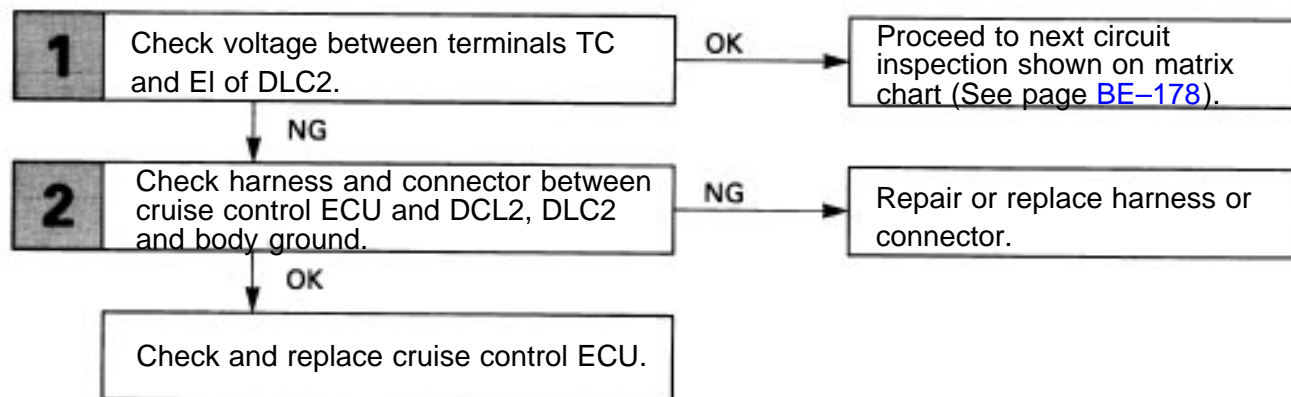 1
Check voltage between terminals TC
and EI of DLC2.
OK
Proceed to next circuit
inspection shown on matrix
chart (See page BE–178).
NG
2
Check harness and connector between
cruise control ECU and DCL2, DLC2
and body ground.
NG
Repair or replace harness or
connector.
OK
Check and replace cruise control ECU.